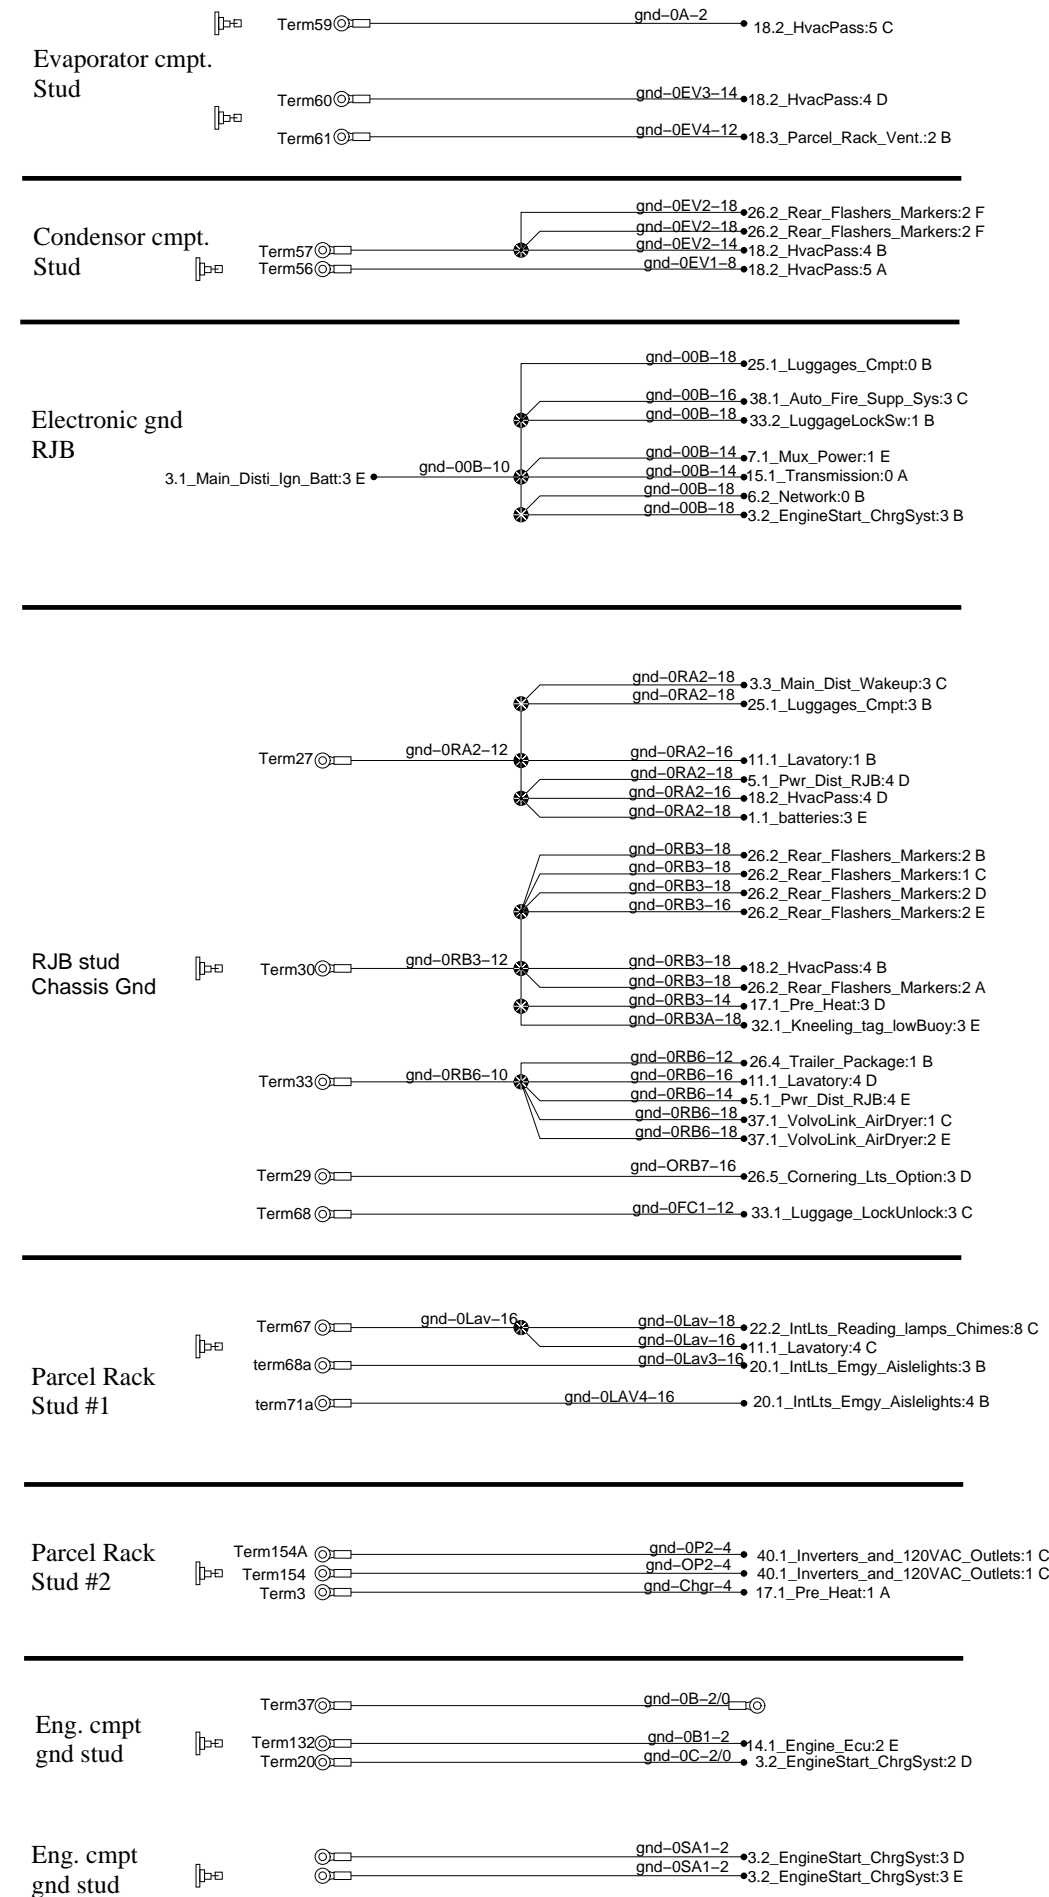 gnd–0A–2
Term59
18.2_HvacPass:5 C
Evaporator cmpt.
Stud
gnd–0EV3–14
Term60
18.2_HvacPass:4 D
gnd–0EV4–12
Term61
18.3_Parcel_Rack_Vent.:2 B
Condensor cmpt.
Stud
gnd–0EV2–18
26.2_Rear_Flashers_Markers:2 F
gnd–0EV2–18
26.2_Rear_Flashers_Markers:2 F
Term57
gnd–0EV2–14
18.2_HvacPass:4 B
Term56
gnd–0EV1–8
18.2_HvacPass:5 A
Electronic gnd
RJB
gnd–00B–18
25.1_Luggages_Cmpt:0 B
gnd–00B–16
38.1_Auto_Fire_Supp_Sys:3 C
gnd–00B–18
33.2_LuggageLockSw:1 B
gnd–00B–14
7.1_Mux_Power:1 E
3.1_Main_Disti_Ign_Batt:3 E
gnd–00B–10
gnd–00B–14
15.1_Transmission:0 A
gnd–00B–18
6.2_Network:0 B
gnd–00B–18
3.2_EngineStart_ChrgSyst:3 B
gnd–0RA2–18
3.3_Main_Dist_Wakeup:3 C
gnd–0RA2–18
25.1_Luggages_Cmpt:3 B
Term27
gnd–0RA2–12
gnd–0RA2–16
11.1_Lavatory:1 B
gnd–0RA2–18
5.1_Pwr_Dist_RJB:4 D
gnd–0RA2–16
18.2_HvacPass:4 D
gnd–0RA2–18
1.1_batteries:3 E
gnd–0RB3–18
26.2_Rear_Flashers_Markers:2 B
gnd–0RB3–18
26.2_Rear_Flashers_Markers:1 C
gnd–0RB3–18
26.2_Rear_Flashers_Markers:2 D
gnd–0RB3–16
26.2_Rear_Flashers_Markers:2 E
RJB stud
Chassis Gnd
Term30
gnd–0RB3–12
gnd–0RB3–18
18.2_HvacPass:4 B
gnd–0RB3–18
26.2_Rear_Flashers_Markers:2 A
gnd–0RB3–14
17.1_Pre_Heat:3 D
gnd–0RB3A–18
32.1_Kneeling_tag_lowBuoy:3 E
gnd–0RB6–12
26.4_Trailer_Package:1 B
Term33
gnd–0RB6–10
gnd–0RB6–16
11.1_Lavatory:4 D
gnd–0RB6–14
5.1_Pwr_Dist_RJB:4 E
gnd–0RB6–18
37.1_VolvoLink_AirDryer:1 C
gnd–0RB6–18
37.1_VolvoLink_AirDryer:2 E
Term29
gnd–ORB7–16
26.5_Cornering_Lts_Option:3 D
Term68
gnd–0FC1–12
33.1_Luggage_LockUnlock:3 C
Parcel Rack
Stud #1
Term67
gnd–0Lav–16
gnd–0Lav–18
22.2_IntLts_Reading_lamps_Chimes:8 C
gnd–0Lav–16
11.1_Lavatory:4 C
term68a
gnd–0Lav3–16
20.1_IntLts_Emgy_Aislelights:3 B
term71a
gnd–0LAV4–16
20.1_IntLts_Emgy_Aislelights:4 B
Parcel Rack
Stud #2
Term154A
gnd–0P2–4
40.1_Inverters_and_120VAC_Outlets:1 C
Term154
gnd–OP2–4
40.1_Inverters_and_120VAC_Outlets:1 C
Term3
gnd–Chgr–4
17.1_Pre_Heat:1 A
Eng. cmpt
gnd stud
Term37
gnd–0B–2/0
Term132
gnd–0B1–2
14.1_Engine_Ecu:2 E
Term20
gnd–0C–2/0
3.2_EngineStart_ChrgSyst:2 D
Eng. cmpt
gnd stud
gnd–0SA1–2
3.2_EngineStart_ChrgSyst:3 D
gnd–0SA1–2
3.2_EngineStart_ChrgSyst:3 E